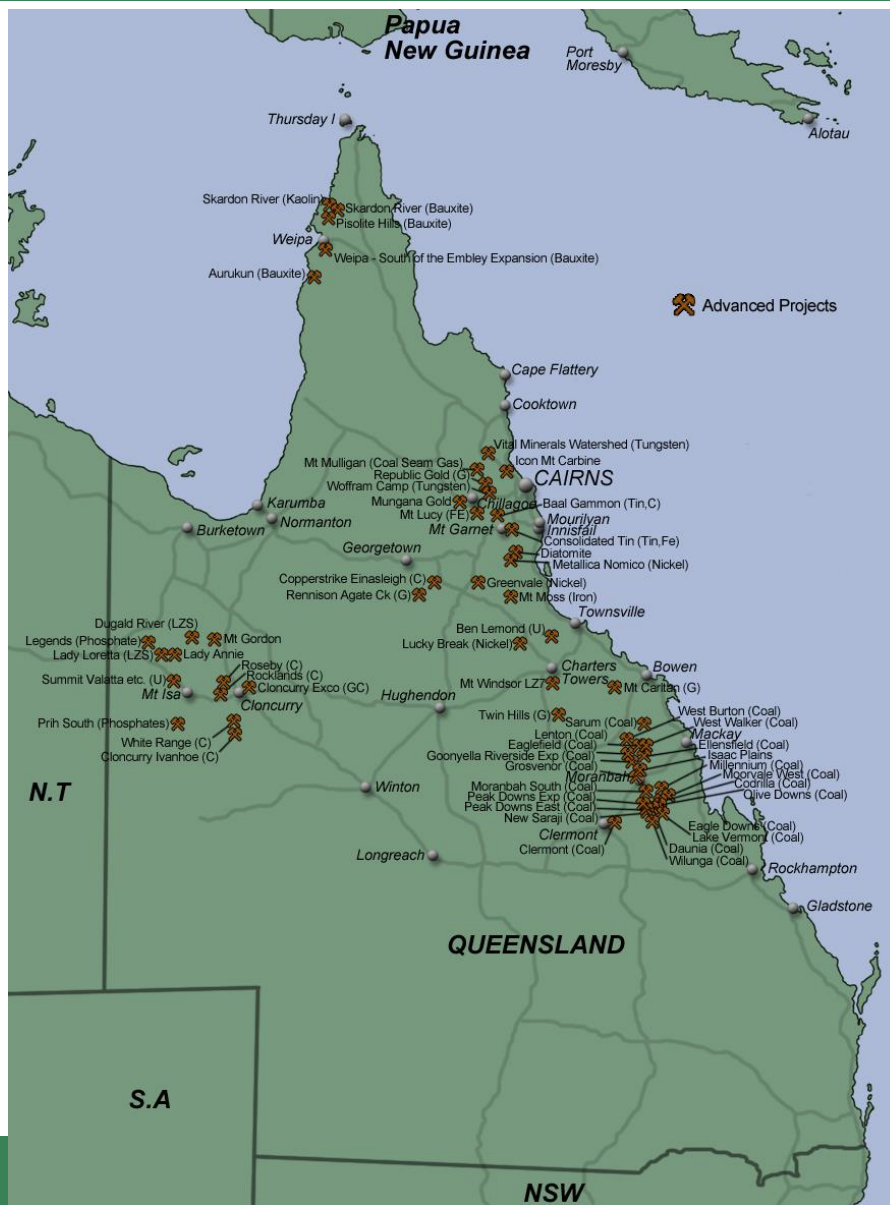 Papua
New Guinea
Port
Moresby
Alotau
Thursday I
Skardon River (Kaolin)
Skardon River (Bauxite)
Pisolite Hills (Bauxite)
Weipa
Weipa - South of the Embley Expansion (Bauxite)
Aurukun (Bauxite)
Advanced Projects
Cape Flattery
Cooktown
Vital Minerals Watershed (Tungsten)
Mt Mulligan (Coal Seam Gas)
Icon Mt Carbine
Republic Gold (G)
Woffram Camp (Tungsten)
CAIRNS
Mungana Gold
Chillagoe
Baal Gammon (Tin,C)
Karumba
Mt Lucy (FE)
Mourilyan
Normanton
Burketown
Mt Garnet
Innisfail
Consolidated Tin (Tin,Fe)
Georgetown
Diatomite
Metallica Nomico (Nickel)
Copperstrike Einasleigh (C)
Greenvale (Nickel)
Rennison Agate Ck (G)
Mt Moss (Iron)
Dugald River (LZS)
Townsville
Legends (Phosphate)
Mt Gordon
Ben Lemond (U)
Lady Loretta (LZS)
Lady Annie
Lucky Break (Nickel)
Roseby (C)
Rocklands (C)
Charters
Towers
Bowen
Summit Valatta etc. (U)
Cloncurry Exco (GC)
Mt Windsor LZ7
Mt Carltan (G)
Mt Isa
Cloncurry
Hughendon
Twin Hills (G)
West Burton (Coal)
Prih South (Phosphates)
Sarum (Coal)
West Walker (Coal)
White Range (C)
Lenton (Coal)
Mackay
Cloncurry Ivanhoe (C)
Eaglefield (Coal)
Ellensfield (Coal)
Goonyella Riverside Exp (Coal)
Isaac Plains
Grosvenor (Coal)
Millennium (Coal)
Moranbah
Moorvale West (Coal)
N.T
Winton
Moranbah South (Coal)
Codrilla (Coal)
Peak Downs Exp (Coal)
Olive Downs (Coal)
Peak Downs East (Coal)
New Saraji (Coal)
Clermont
Eagle Downs (Coal)
Lake Vermont (Coal)
Clermont (Coal)
Daunia (Coal)
Longreach
Wilunga (Coal)
Rockhampton
Gladstone
QUEENSLAND
S.A
NSW